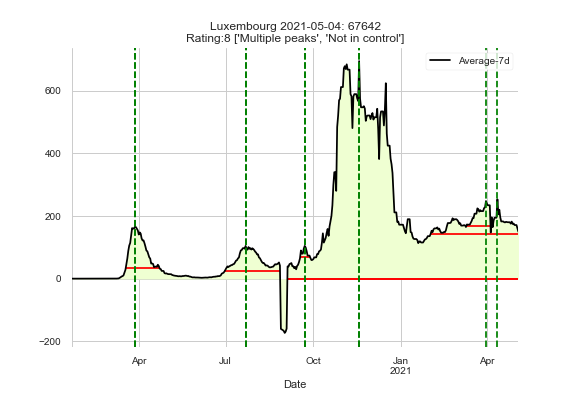 Luxembourg 2021-05-04: 67642
Rating:8 ['Multiple peaks', 'Not in control']
Average-7d
600
400
200
0
−200
Apr
Jul
Oct
Jan
2021
Apr
Date